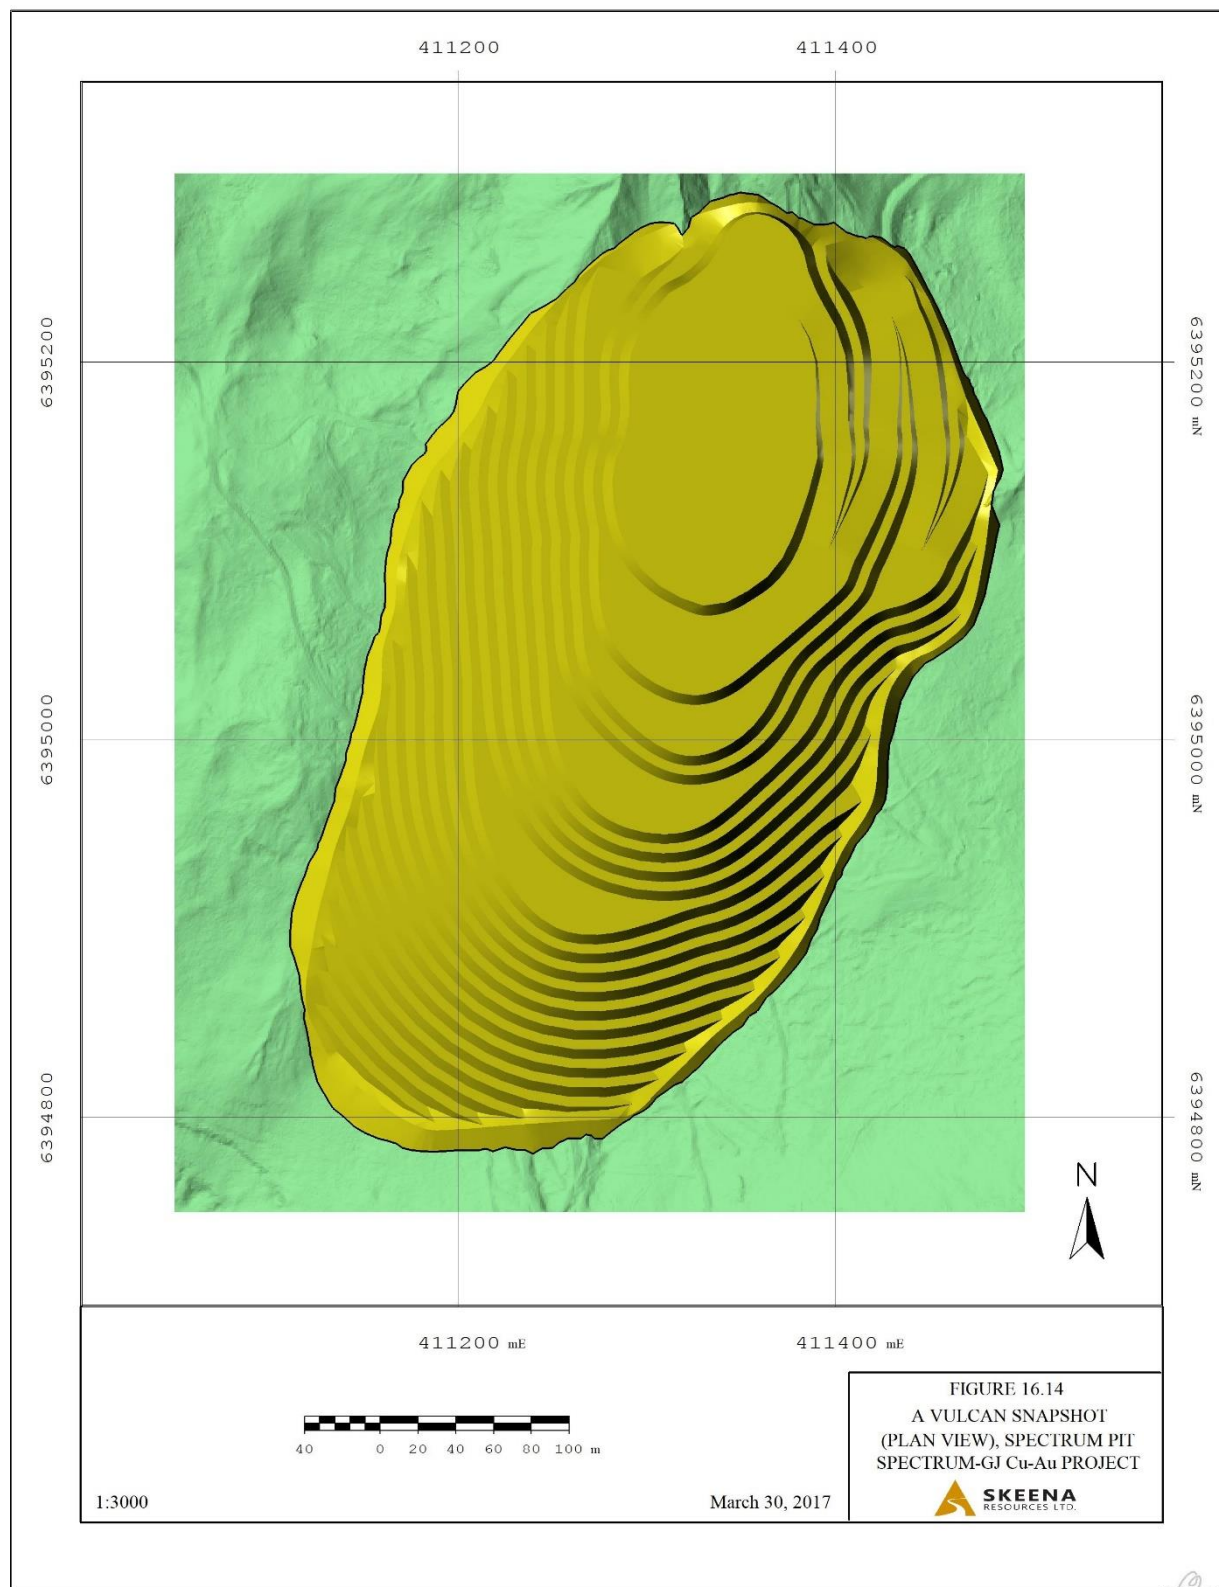 411200 411400
6395200
6395200 mN
6395000
6395000 mN
6394800
6394800 mN
N
411200 mE 411400 mE
40 0 20 40 60 80 100 m
1:3000
March 30, 2017
FIGURE 16.14
A VULCAN SNAPSHOT
(PLAN VIEW), SPECTRUM PIT
SPECTRUM-GJ Cu-Au PROJECT
SKEENA
RESOURCES LTD.